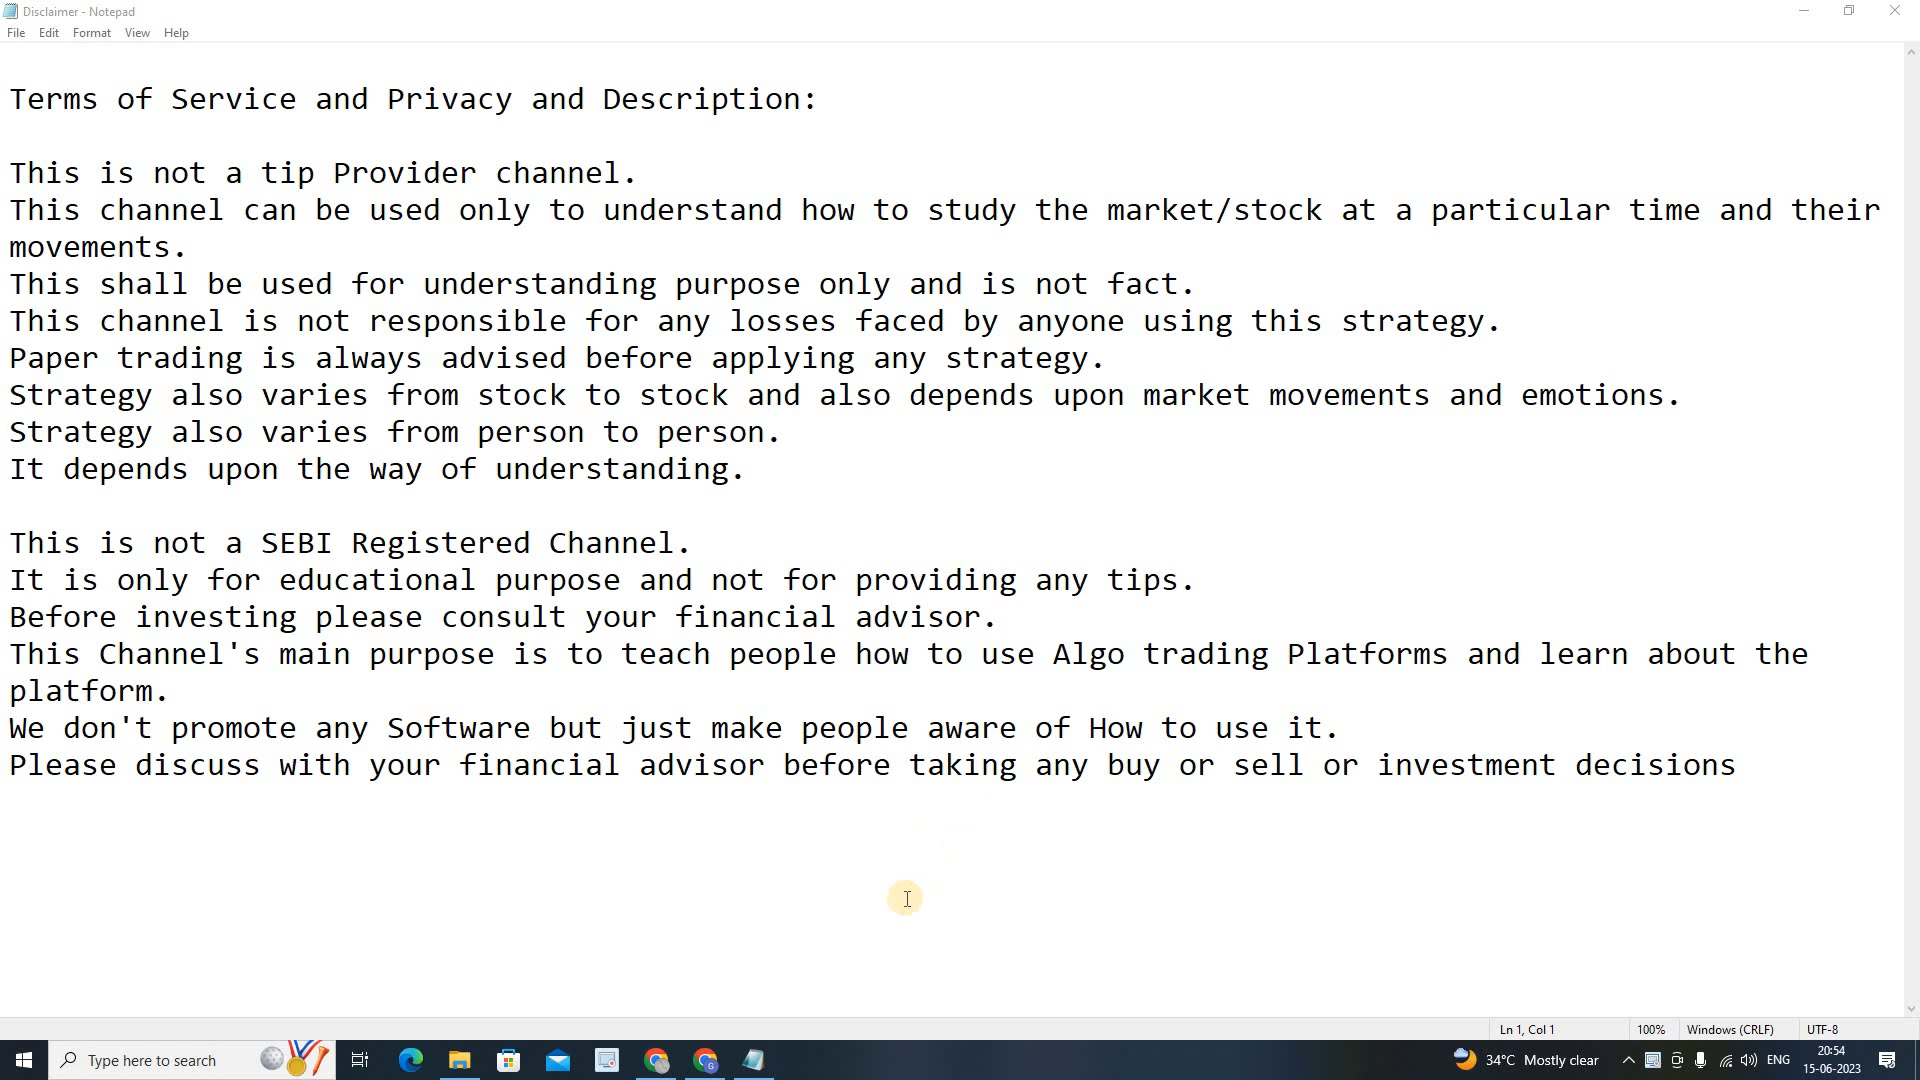 Disclaimer - Notepad
File Edit Format View Help
Terms of Service and Privacy and Description:
This is not a tip Provider channel.
This channel can be used only to understand how to study the market/stock at a particular time and their
movements.
This shall be used for understanding purpose only and is not fact.
This channel is not responsible for any losses faced by anyone using this strategy.
Paper trading is always advised before applying any strategy.
Strategy also varies from stock to stock and also depends upon market movements and emotions.
Strategy also varies from person to person.
It depends upon the way of understanding.
This is not a SEBI Registered Channel.
It is only for educational purpose and not for providing any tips.
Before investing please consult your financial advisor.
This Channel's main purpose is to teach people how to use Algo trading Platforms and learn about the
platform.
We don't promote any Software but just make people aware of How to use it.
Please discuss with your financial advisor before taking any buy or sell or investment decisions
Ln 1, Col 1 100% Windows (CRLF) UTF-8
Type here to search 34°C Mostly clear ENG 20:54
15-06-2023